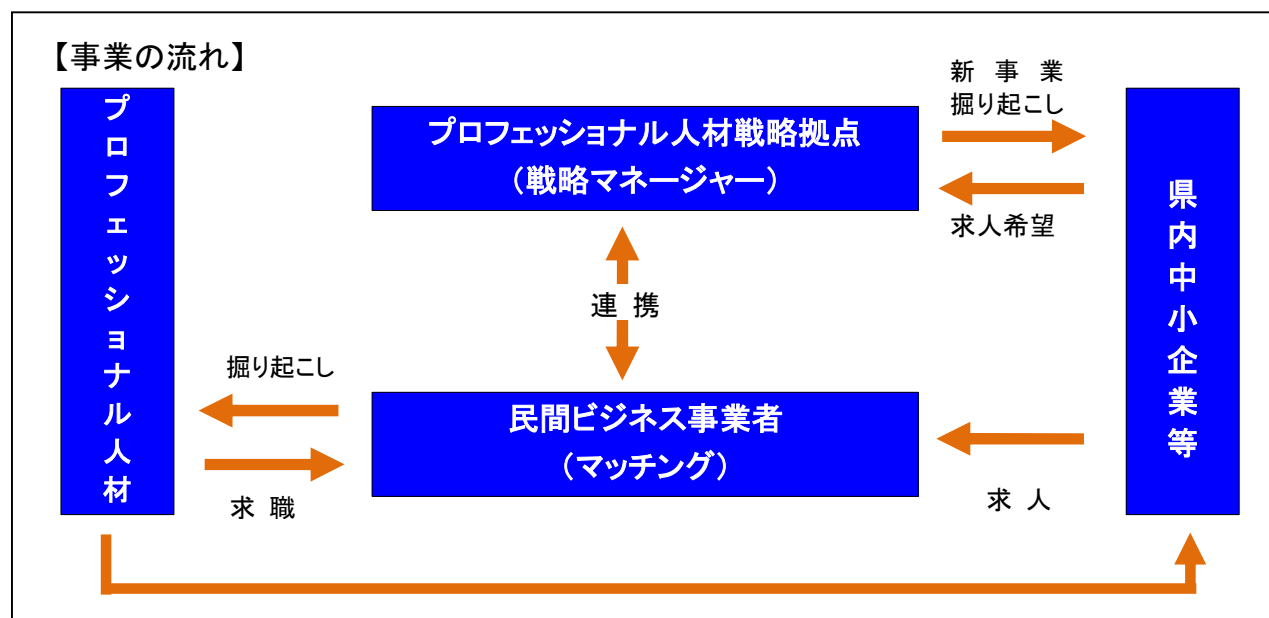 【事業の流れ】
プロフェッショナル人材
プロフェッショナル人材戦略拠点
（戦略マネージャー）
新 事 業
掘り起こし
求人希望
県内中小企業等
連 携
掘り起こし
求 職
民間ビジネス事業者
（マッチング）
求 人